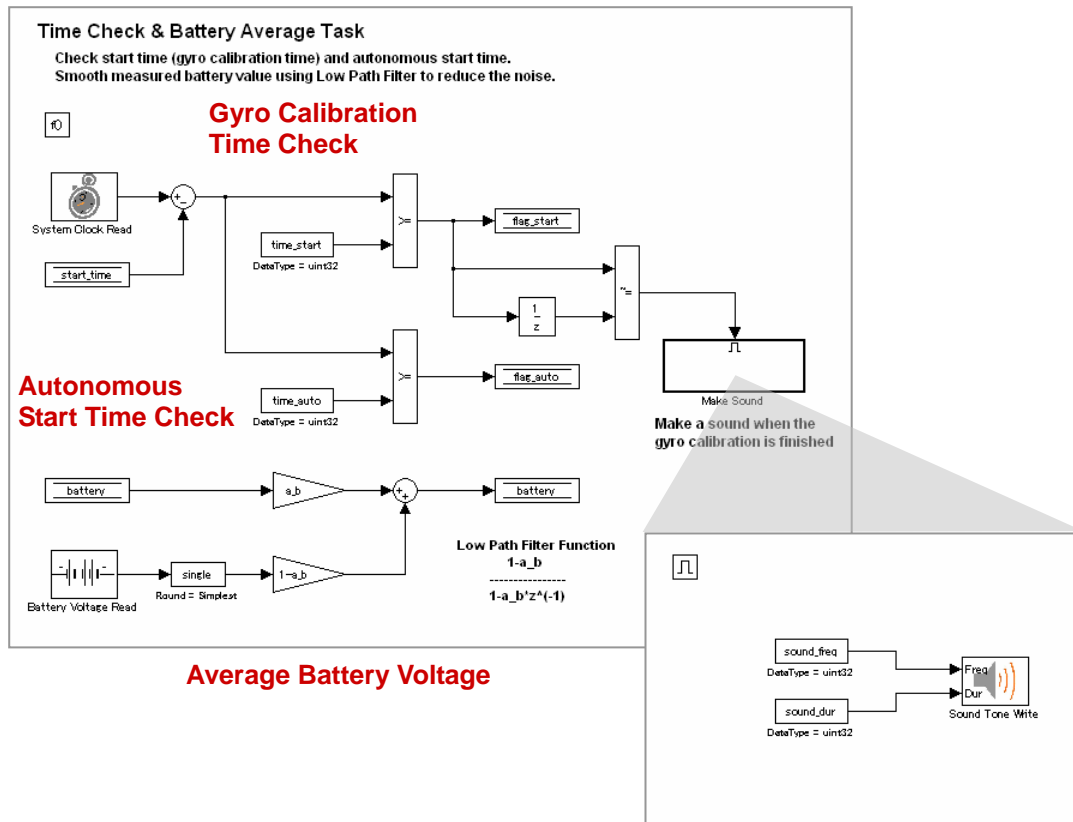 Time Check & Battery Average Task
Check start time (gyro calibration time) and autonomous start time.
Smooth measured battery value using Low Path Filter to reduce the noise.
Gyro Calibration
Time Check
f()
System Clock Read
+
−
start_time
time_start
DataType = uint32
>=
flag_start
1
z
~=
Autonomous
Start Time Check
time_auto
DataType = uint32
>=
flag_auto
Make Sound
Make a sound when the
gyro calibration is finished
battery
a_b
+
+
battery
Battery Voltage Read
single
Round = Simplest
1-a_b
Low Path Filter Function
1-a_b
----------------
1-a_b*z^(-1)
Average Battery Voltage
sound_freq
DataType = uint32
sound_dur
DataType = uint32
Freq
Dur
Sound Tone Write